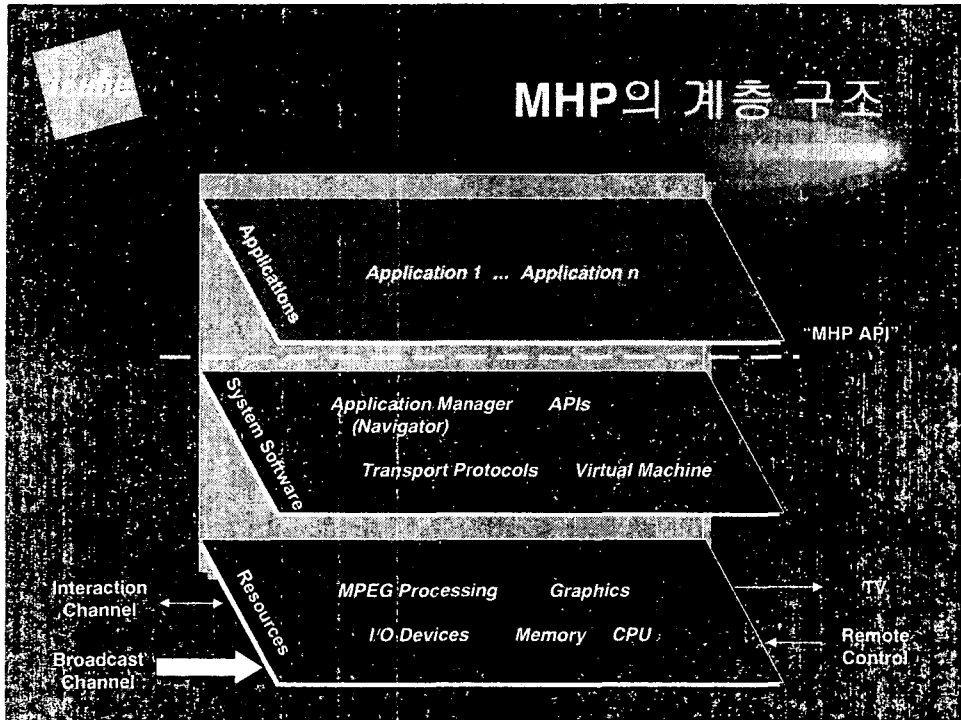 MHP의 계층 구조
Applications
Application 1 ... Application n
"MHP API"
System Software
Application Manager
(Navigator)
APIs
Transport Protocols
Virtual Machine
Resources
MPEG Processing
Graphics
I/O Devices
Memory
CPU
Interaction
Channel
Broadcast
Channel
TV
Remote
Control